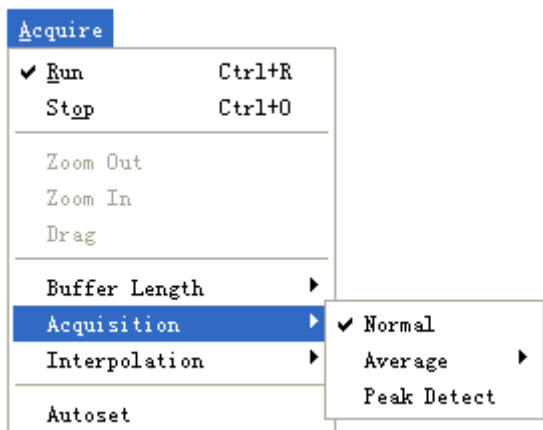 Acquire
Run Ctrl+R
Stop Ctrl+O
Zoom Out
Zoom In
Drag
Buffer Length
Acquisition
Interpolation
Autoset
Normal
Average
Peak Detect